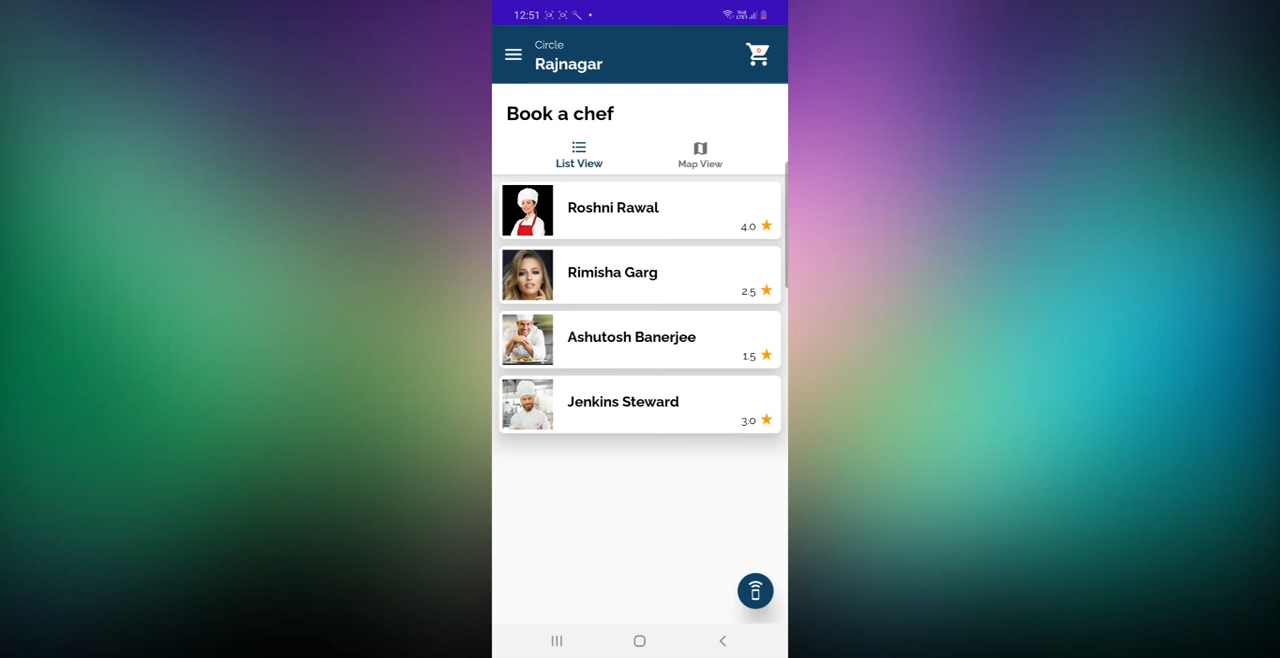 12:51
Circle
Rajnagar
0
Book a chef
List View
Map View
Roshni Rawal
4.0
Rimisha Garg
2.5
Ashutosh Banerjee
1.5
Jenkins Steward
3.0